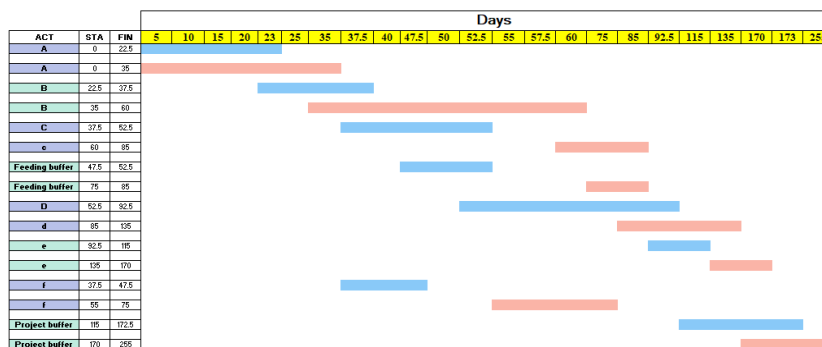 Days
ACT STA FIN 5 10 15 20 23 25 35 37.5 40 47.5 50 52.5 55 57.5 60 75 85 92.5 115 135 170 173 25
A 0 22.5
A 0 35
B 22.5 37.5
B 35 60
C 37.5 52.5
c 60 85
Feeding buffer 47.5 52.5
Feeding buffer 75 85
D 52.5 92.5
d 85 135
e 92.5 115
e 135 170
f 37.5 47.5
f 55 75
Project buffer 115 172.5
Project buffer 170 255